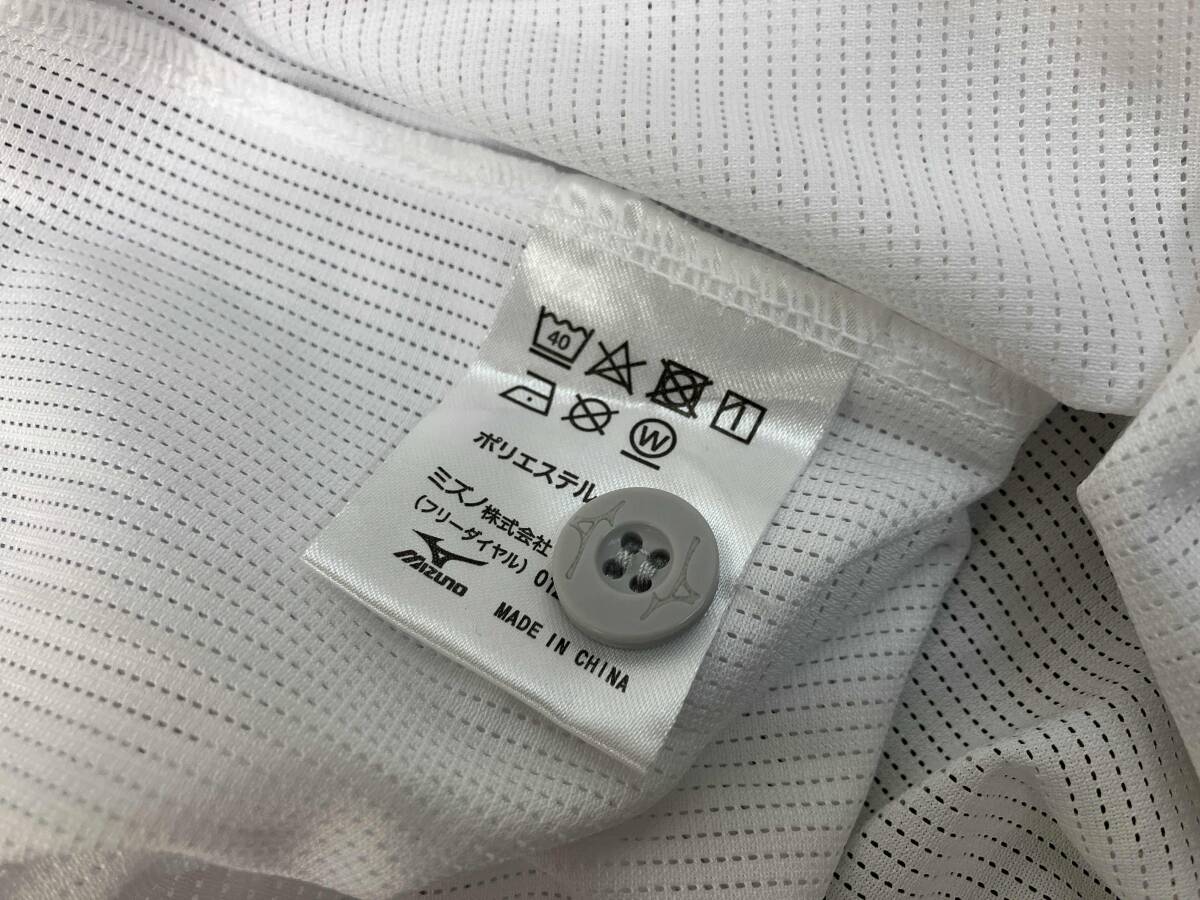 40
W
ポリエステル
ミズノ株式会社
(フリーダイヤル) 01
MIZUNO
MADE IN CHINA